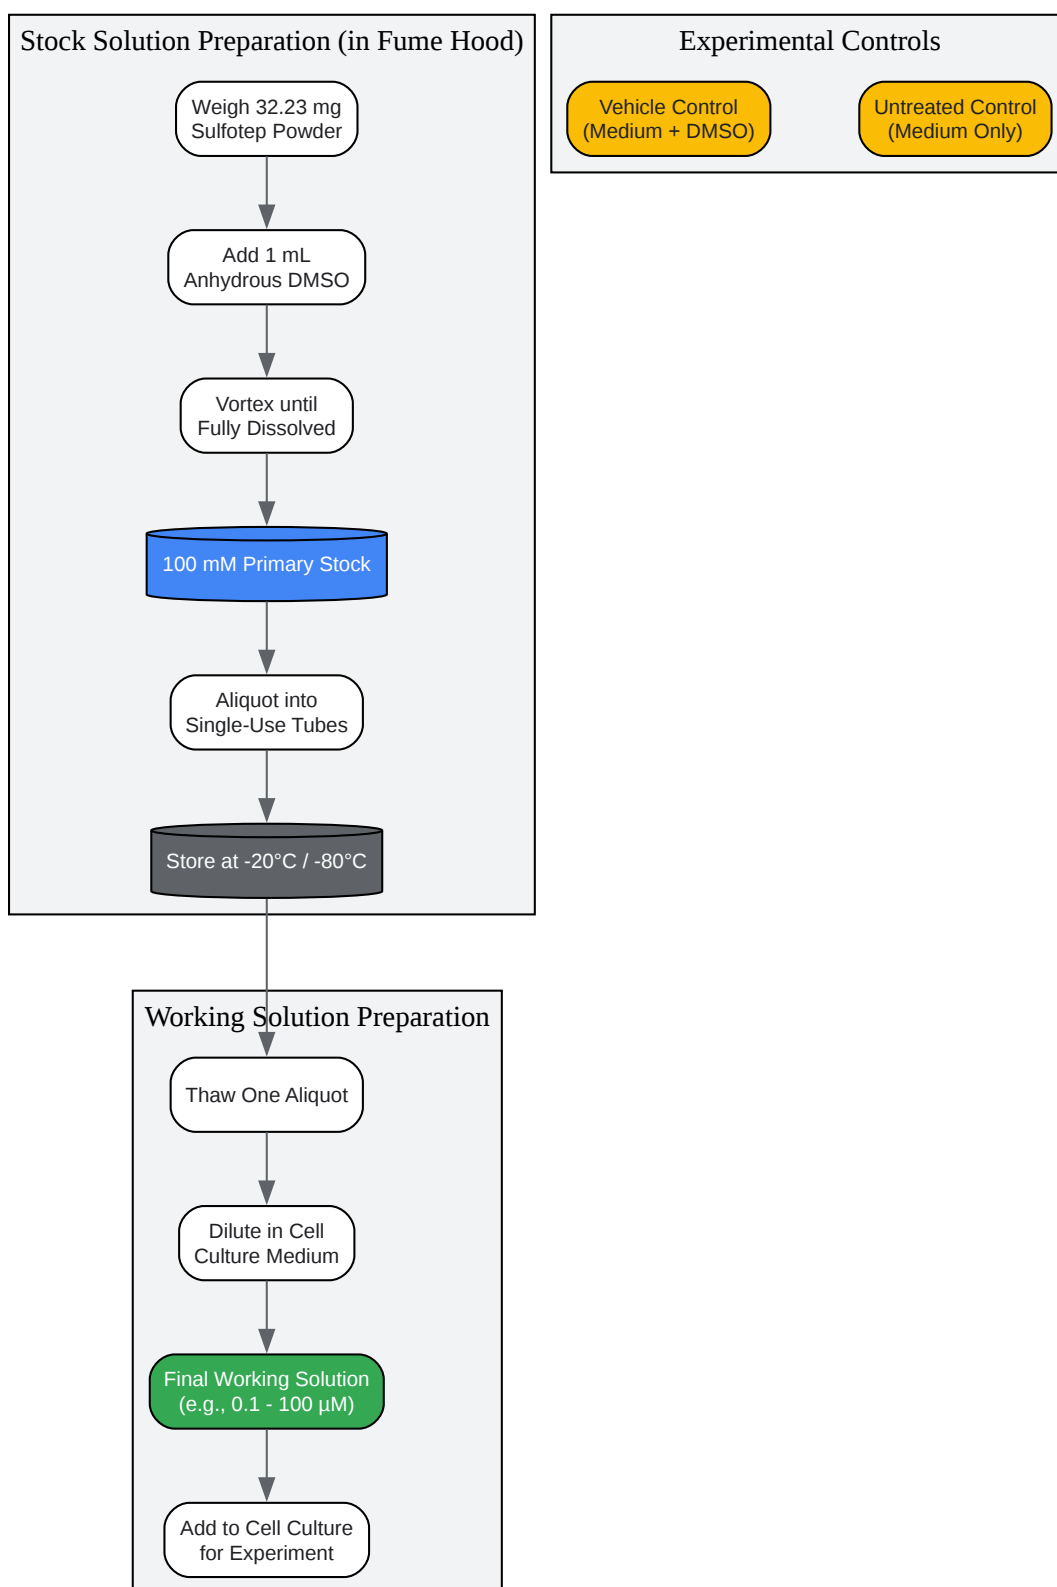 Stock Solution Preparation (in Fume Hood)
Weigh 32.23 mg
Sulfotep Powder
Add 1 mL
Anhydrous DMSO
Vortex until
Fully Dissolved
100 mM Primary Stock
Aliquot into
Single-Use Tubes
Store at -20°C / -80°C
Working Solution Preparation
Thaw One Aliquot
Dilute in Cell
Culture Medium
Final Working Solution
(e.g., 0.1 - 100 µM)
Add to Cell Culture
for Experiment
Experimental Controls
Vehicle Control
(Medium + DMSO)
Untreated Control
(Medium Only)